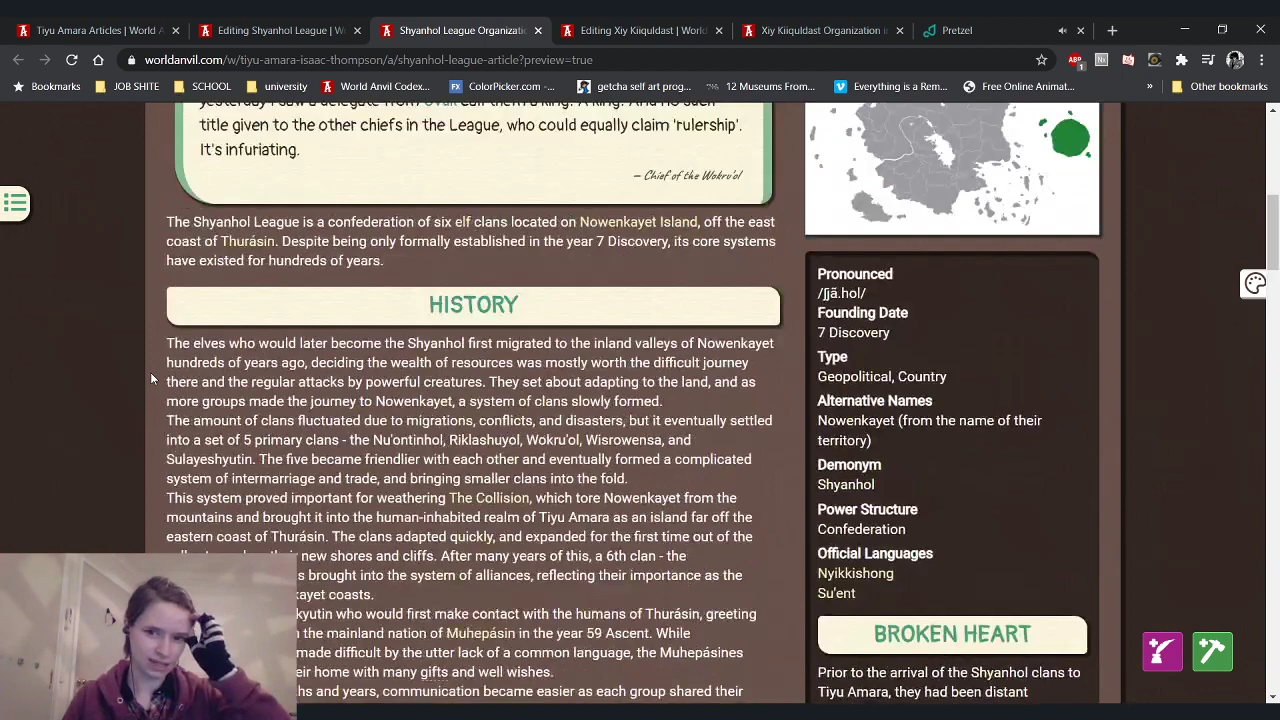 Tiyu Amara Articles | World A
Editing Shyanhol League | W
Shyanhol League Organizatio
Editing Xiy Kiiquldast | World
Xiy Kiiquldast Organization in
Pretzel
worldanvil.com/w/tiyu-amara-isaac-thompson/a/shyanhol-league-article?preview=true
Bookmarks
JOB SHITE
SCHOOL
university
World Anvil Codex...
ColorPicker.com -...
getcha self art prog...
12 Museums From...
Everything is a Rem...
Free Online Animat...
Other bookmarks
title given to the other chiefs in the League, who could equally claim 'rulership'.
It's infuriating.
— Chief of the Wokru'ol
The Shyanhol League is a confederation of six elf clans located on Nowenkayet Island, off the east
coast of Thurásin. Despite being only formally established in the year 7 Discovery, its core systems
have existed for hundreds of years.
HISTORY
The elves who would later become the Shyanhol first migrated to the inland valleys of Nowenkayet
hundreds of years ago, deciding the wealth of resources was mostly worth the difficult journey
there and the regular attacks by powerful creatures. They set about adapting to the land, and as
more groups made the journey to Nowenkayet, a system of clans slowly formed.
The amount of clans fluctuated due to migrations, conflicts, and disasters, but it eventually settled
into a set of 5 primary clans - the Nu'ontinhol, Riklashuyol, Wokru'ol, Wisrowensa, and
Sulayeshyutin. The five became friendlier with each other and eventually formed a complicated
system of intermarriage and trade, and bringing smaller clans into the fold.
This system proved important for weathering The Collision, which tore Nowenkayet from the
mountains and brought it into the human-inhabited realm of Tiyu Amara as an island far off the
eastern coast of Thurásin. The clans adapted quickly, and expanded for the first time out of the
new shores and cliffs. After many years of this, a 6th clan - the
s brought into the system of alliances, reflecting their importance as the
kayet coasts.
kyutin who would first make contact with the humans of Thurásin, greeting
n the mainland nation of Muhepásin in the year 59 Ascent. While
made difficult by the utter lack of a common language, the Muhepásines
eir home with many gifts and well wishes.
hs and years, communication became easier as each group shared their
Pronounced
/ʃjã.hol/
Founding Date
7 Discovery
Type
Geopolitical, Country
Alternative Names
Nowenkayet (from the name of their
territory)
Demonym
Shyanhol
Power Structure
Confederation
Official Languages
Nyikkishong
Su'ent
BROKEN HEART
Prior to the arrival of the Shyanhol clans to
Tiyu Amara, they had been distant